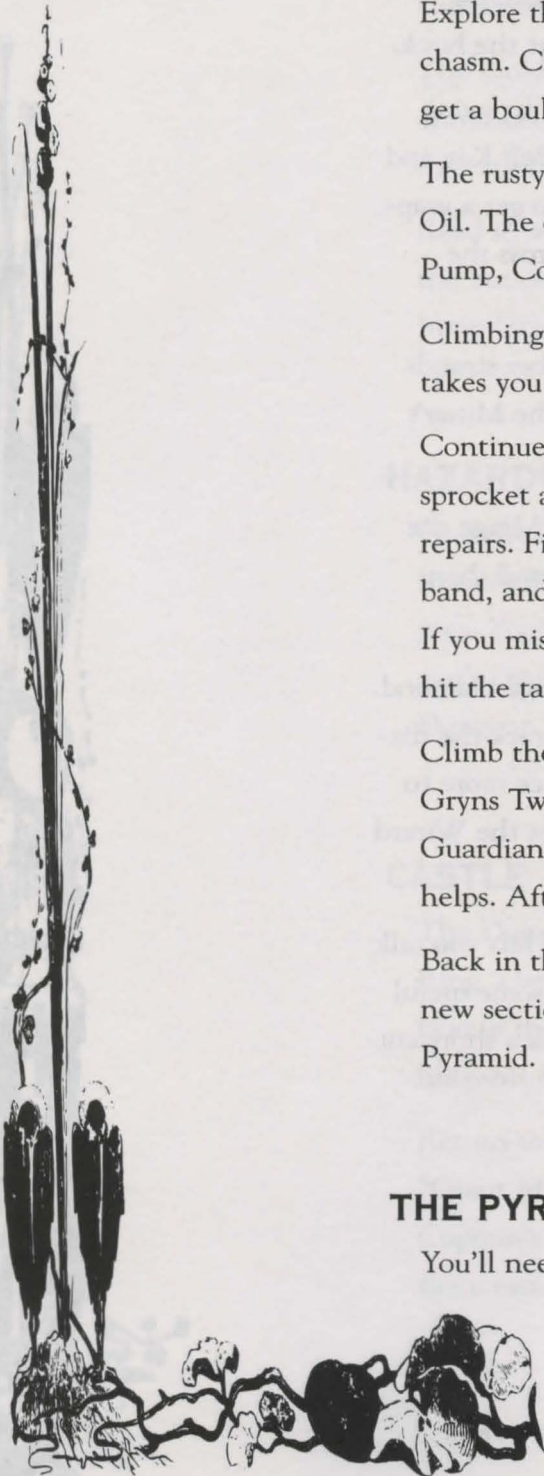 Explore th
chasm. C
get a boul
The rusty
Oil. The
Pump, Co
Climbing
takes you
Continue
sprocket a
repairs. Fi
band, and
If you mis
hit the ta
Climb the
Gryns Tw
Guardian
helps. Aft
Back in th
new secti
Pyramid.
THE PYR
You'll nee